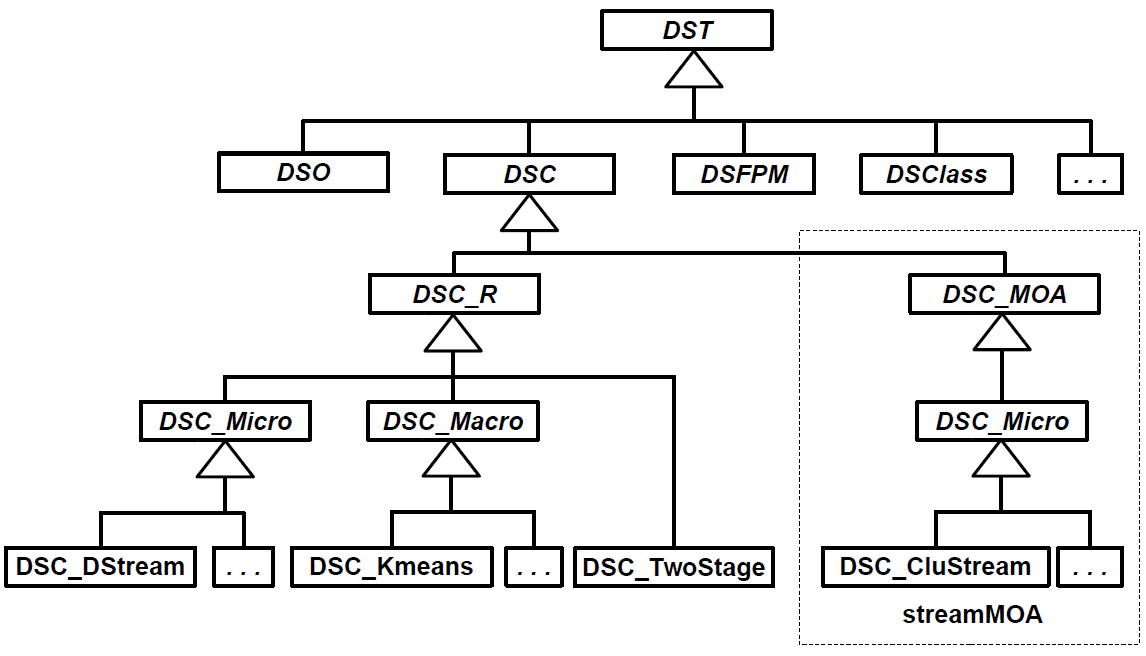 DST
DSO
DSC
DSFPM
DSClass
. . .
DSC_R
DSC_MOA
DSC_Micro
DSC_Macro
DSC_Micro
DSC_DStream
. . .
DSC_Kmeans
. . .
DSC_TwoStage
DSC_CluStream
. . .
streamMOA